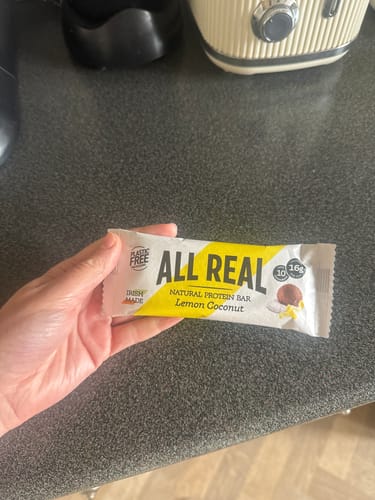 PLASTIC
FREE
ALL REAL
10
16g
NATURAL PROTEIN BAR
IRISH
MADE
Lemon Coconut